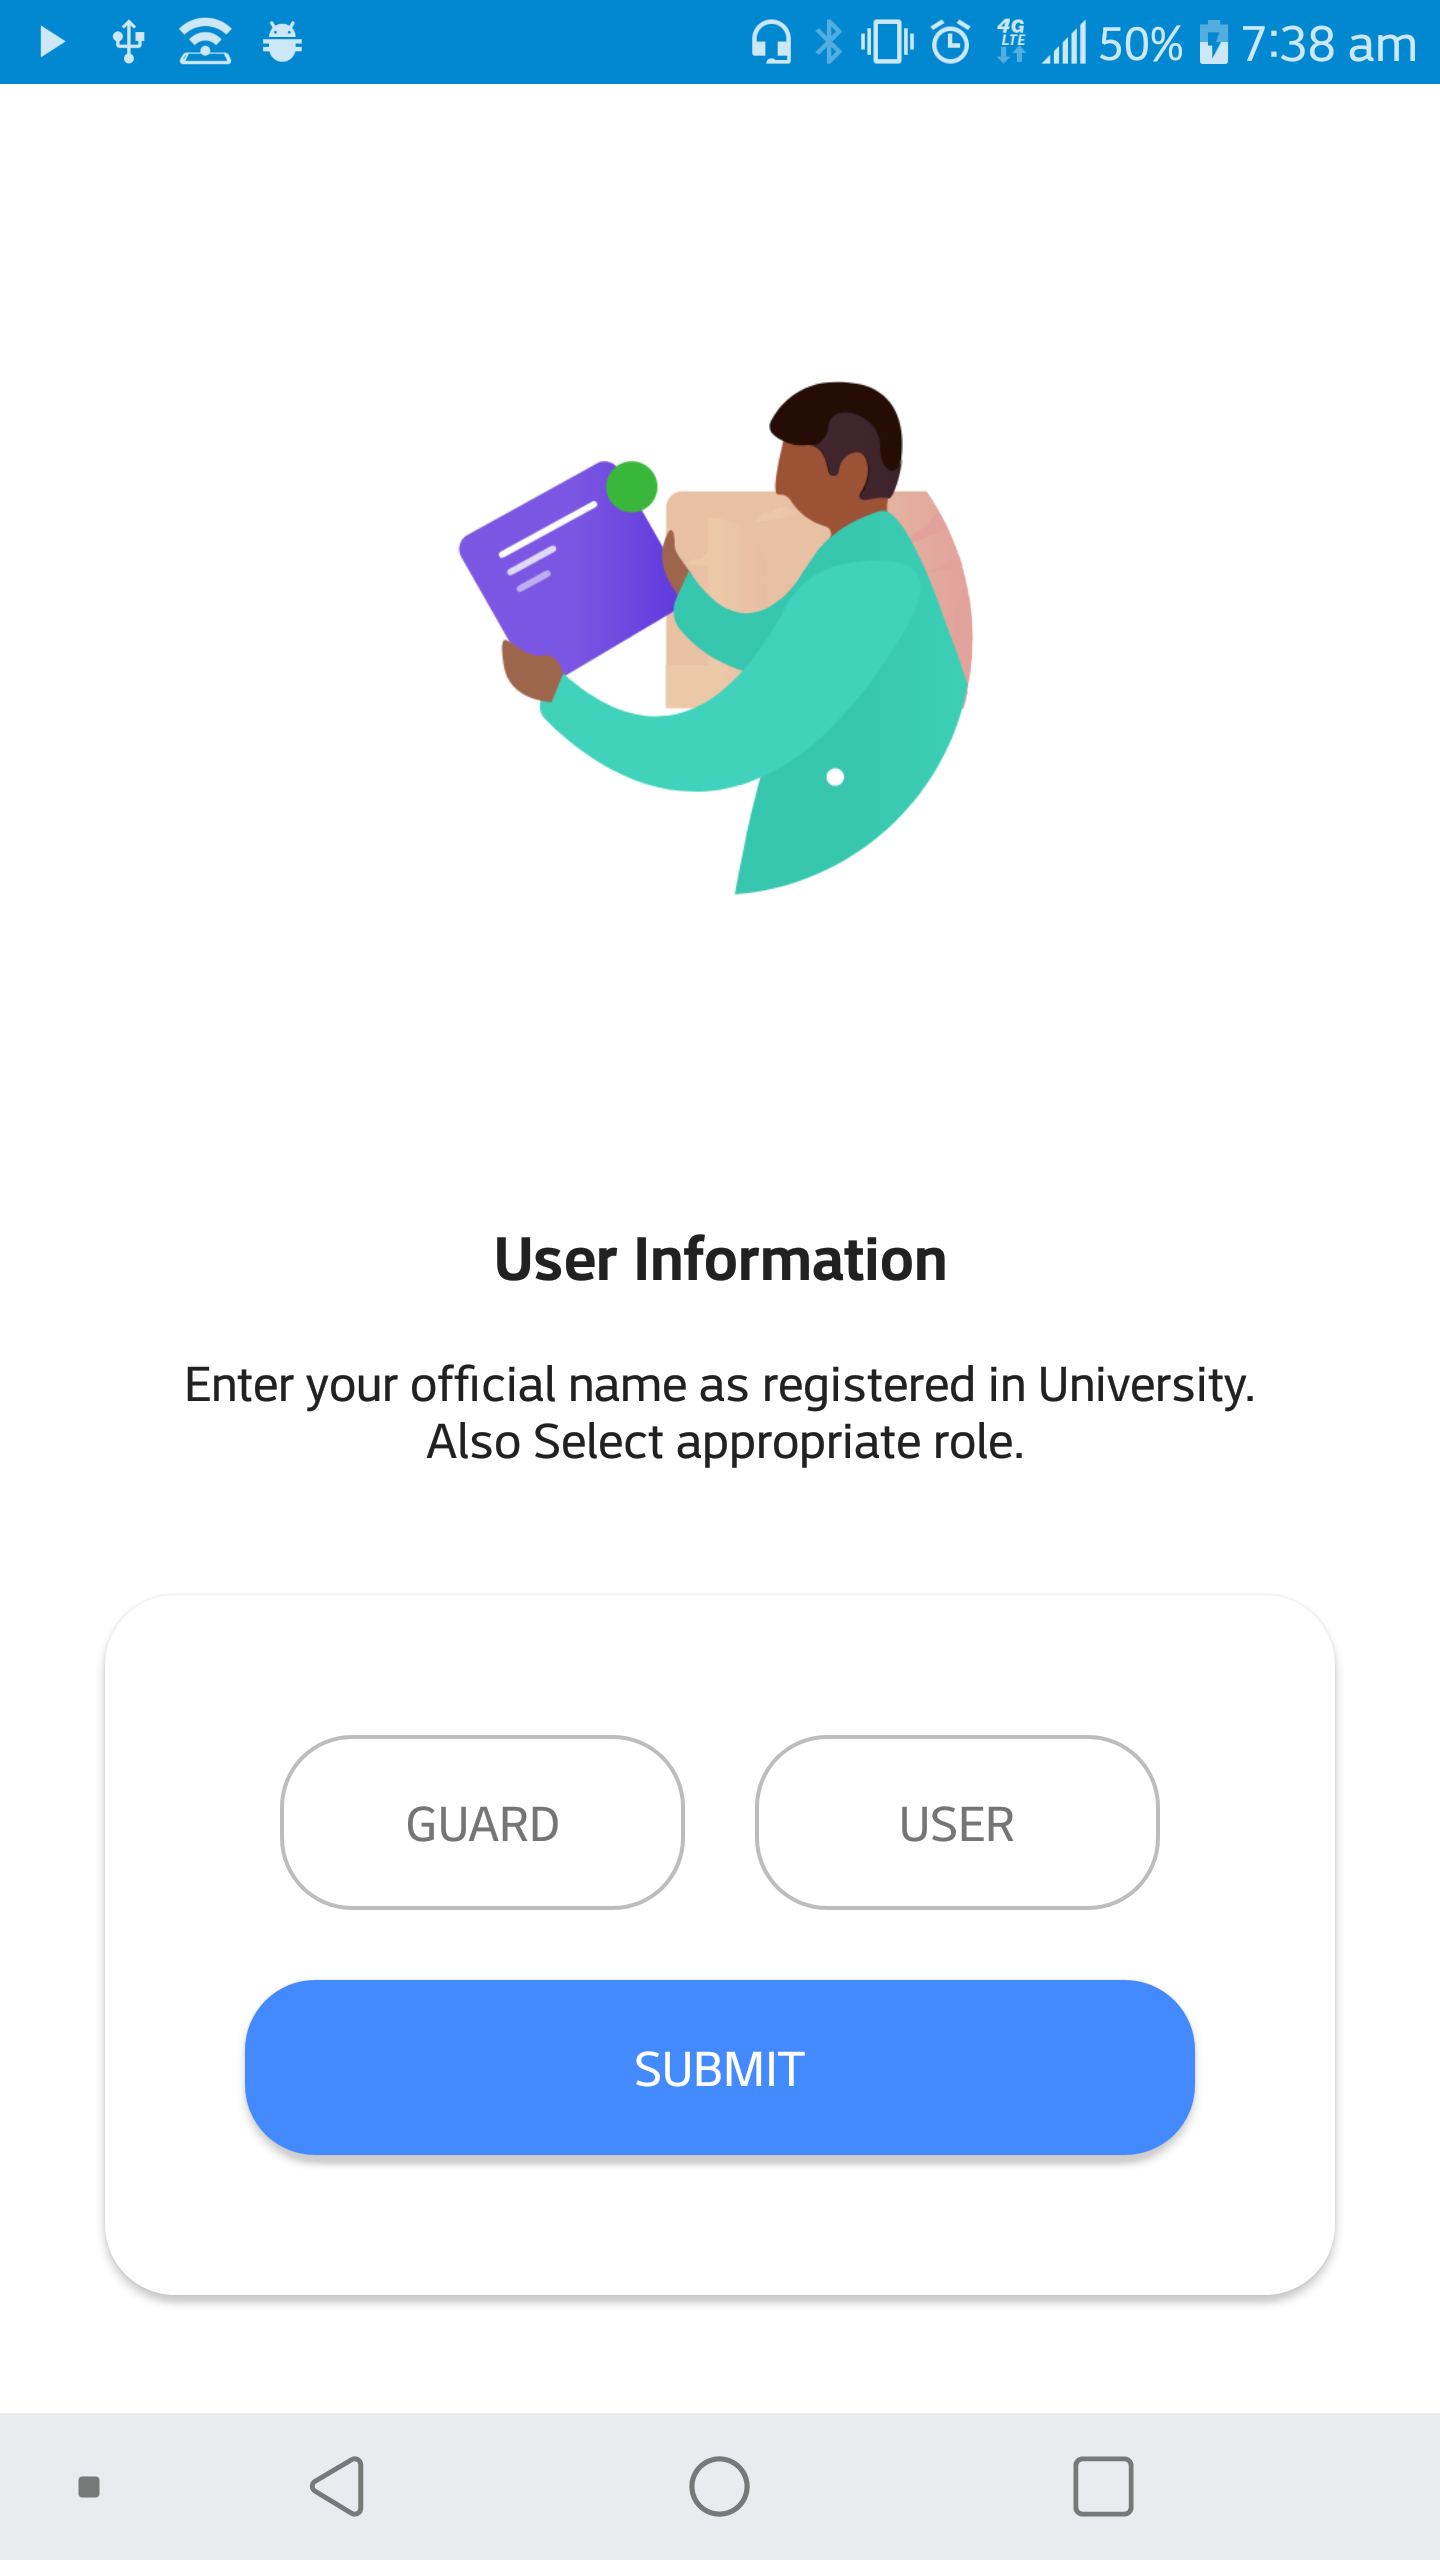 4G LTE 50% 7:38 am
User Information
Enter your official name as registered in University.
Also Select appropriate role.
GUARD USER
SUBMIT